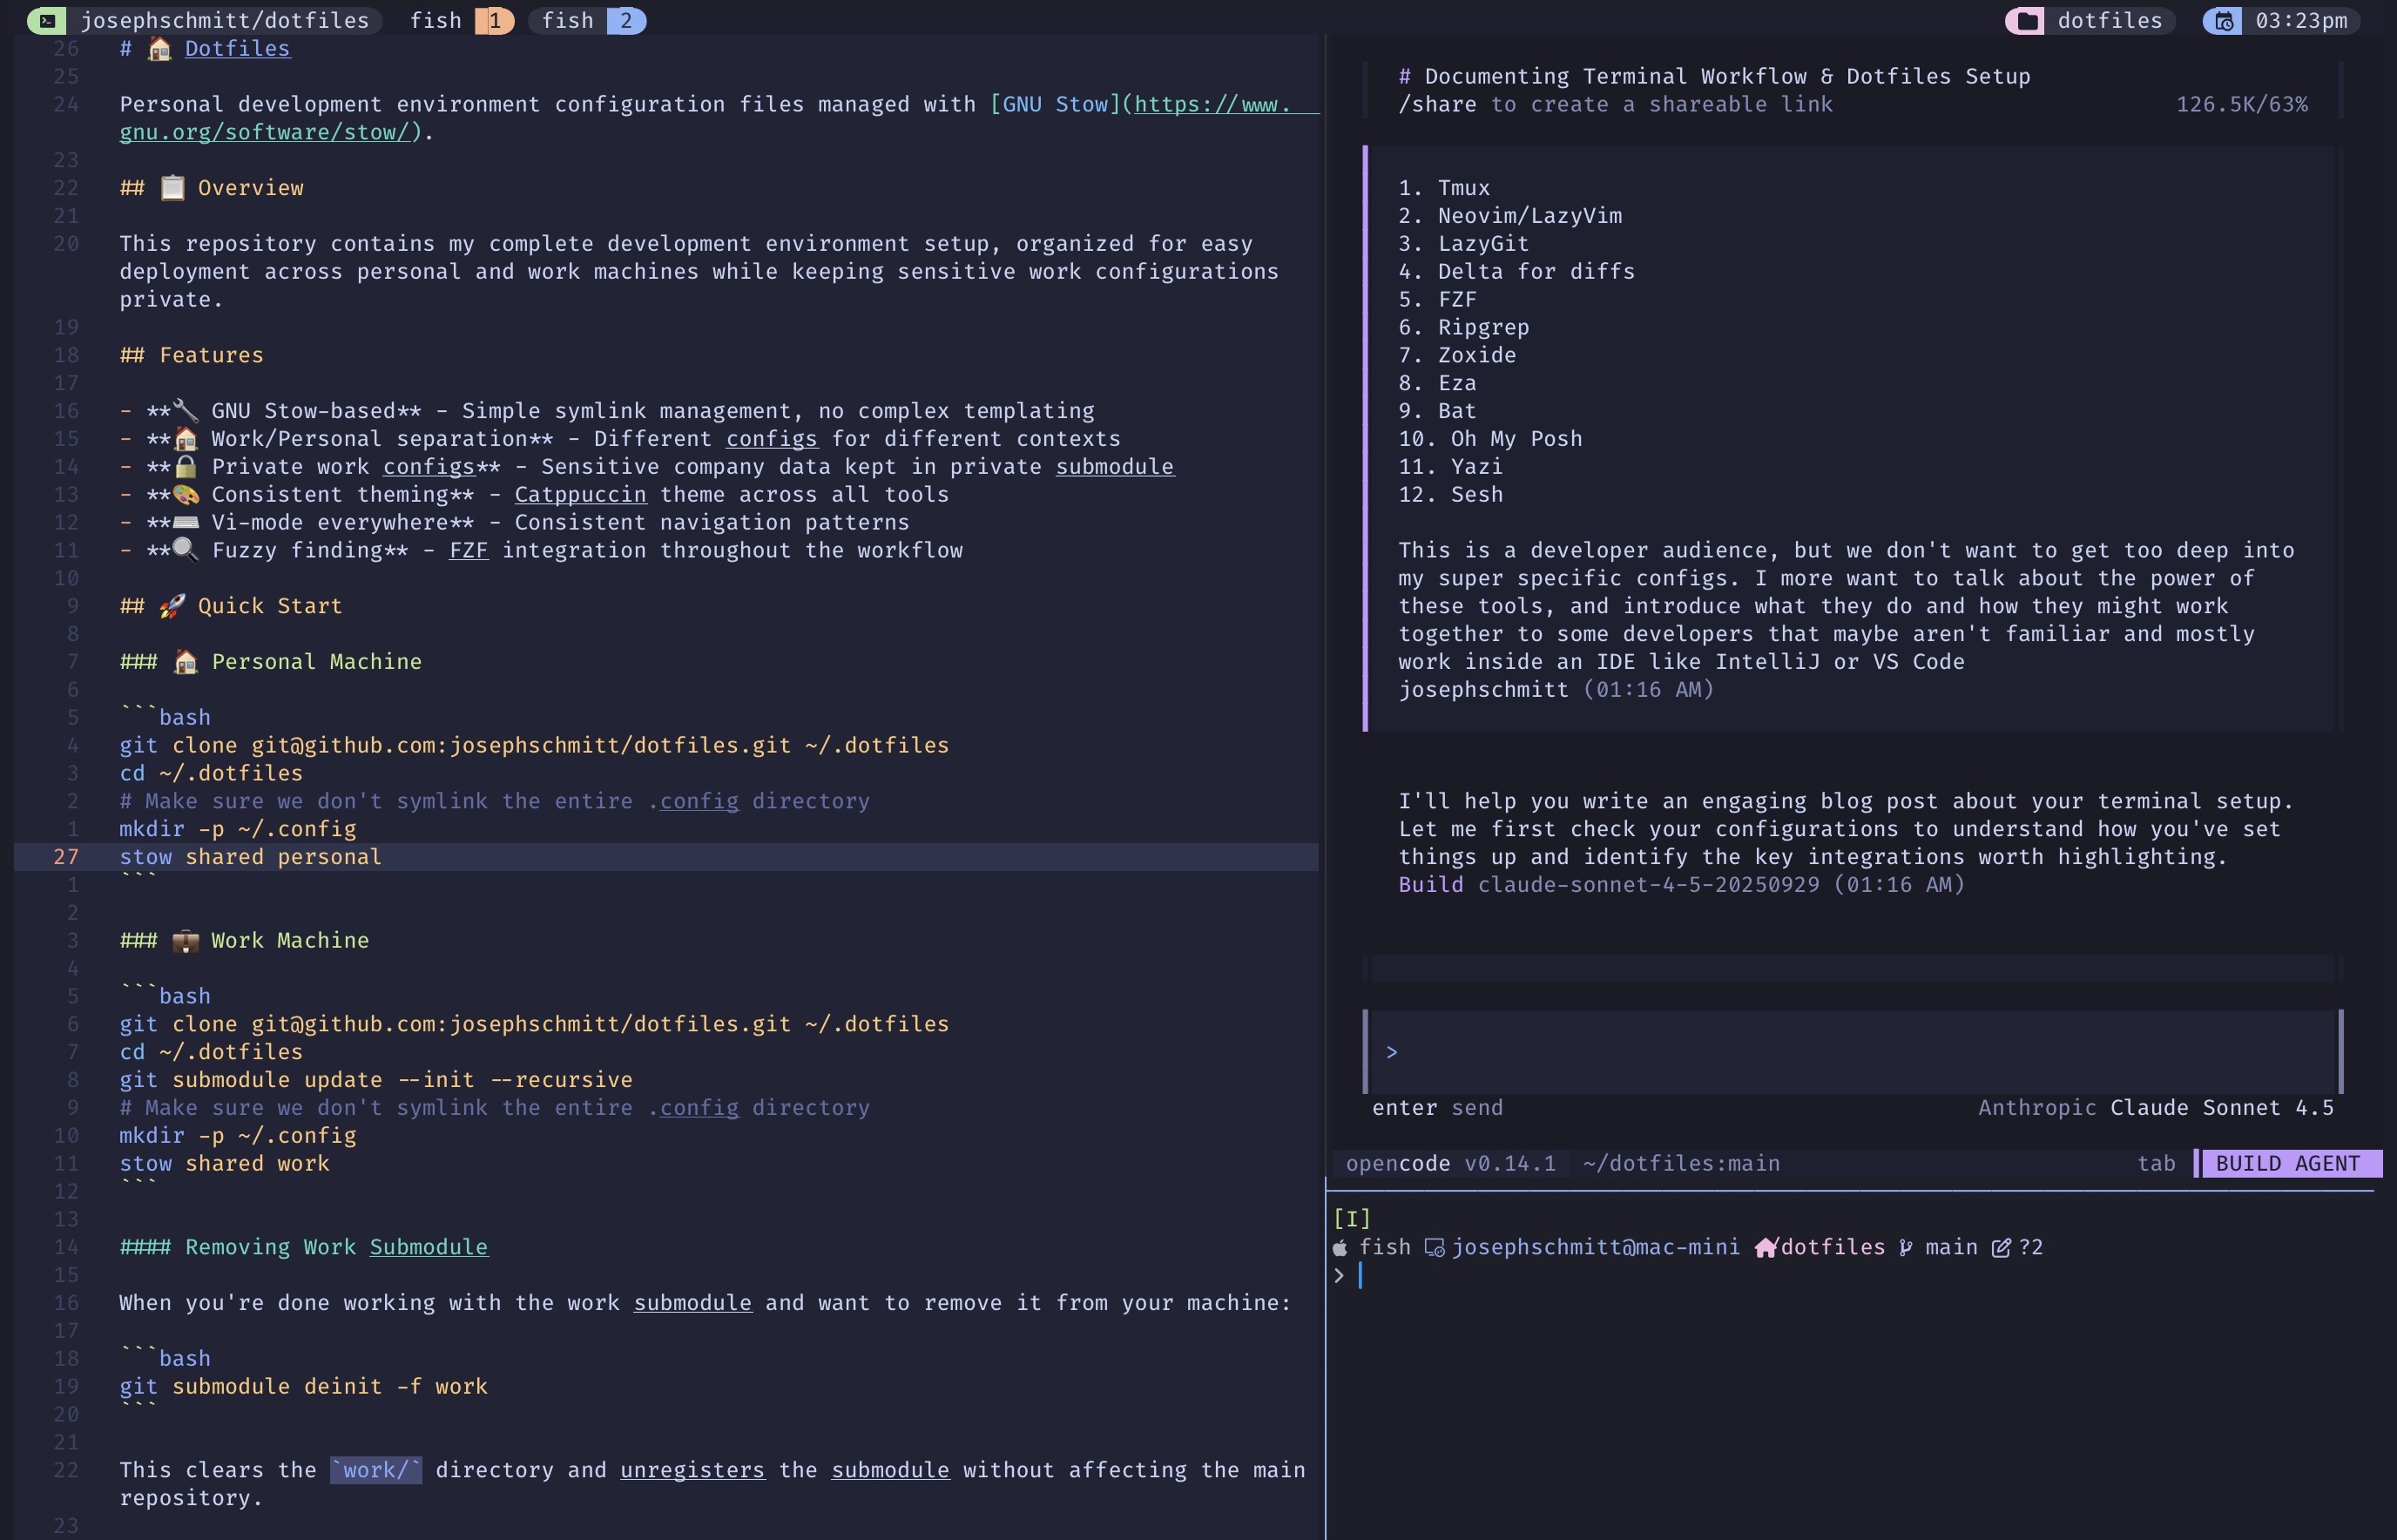 josephschmitt/dotfiles fish 1 fish 2 dotfiles 03:23pm
26 # 🏠 Dotfiles
25
24 Personal development environment configuration files managed with [GNU Stow](https://www.
gnu.org/software/stow/).
23
22 ## 📋 Overview
21
20 This repository contains my complete development environment setup, organized for easy
deployment across personal and work machines while keeping sensitive work configurations
private.
19
18 ## Features
17
16 - **🔧 GNU Stow-based** - Simple symlink management, no complex templating
15 - **🏠 Work/Personal separation** - Different configs for different contexts
14 - **🔒 Private work configs** - Sensitive company data kept in private submodule
13 - **🎨 Consistent theming** - Catppuccin theme across all tools
12 - **⌨️ Vi-mode everywhere** - Consistent navigation patterns
11 - **🔍 Fuzzy finding** - FZF integration throughout the workflow
10
9 ## 🚀 Quick Start
8
7 ### 🏠 Personal Machine
6
5 ```bash
4 git clone git@github.com:josephschmitt/dotfiles.git ~/.dotfiles
3 cd ~/.dotfiles
2 # Make sure we don't symlink the entire .config directory
1 mkdir -p ~/.config
27 stow shared personal
1 ```
2
3 ### 💼 Work Machine
4
5 ```bash
6 git clone git@github.com:josephschmitt/dotfiles.git ~/.dotfiles
7 cd ~/.dotfiles
8 git submodule update --init --recursive
9 # Make sure we don't symlink the entire .config directory
10 mkdir -p ~/.config
11 stow shared work
12 ```
13
14 #### Removing Work Submodule
15
16 When you're done working with the work submodule and want to remove it from your machine:
17
18 ```bash
19 git submodule deinit -f work
20 ```
21
22 This clears the `work/` directory and unregisters the submodule without affecting the main
repository.
23
# Documenting Terminal Workflow & Dotfiles Setup
/share to create a shareable link 126.5K/63%
1. Tmux
2. Neovim/LazyVim
3. LazyGit
4. Delta for diffs
5. FZF
6. Ripgrep
7. Zoxide
8. Eza
9. Bat
10. Oh My Posh
11. Yazi
12. Sesh
This is a developer audience, but we don't want to get too deep into
my super specific configs. I more want to talk about the power of
these tools, and introduce what they do and how they might work
together to some developers that maybe aren't familiar and mostly
work inside an IDE like IntelliJ or VS Code
josephschmitt (01:16 AM)
I'll help you write an engaging blog post about your terminal setup.
Let me first check your configurations to understand how you've set
things up and identify the key integrations worth highlighting.
Build claude-sonnet-4-5-20250929 (01:16 AM)
>
enter send Anthropic Claude Sonnet 4.5
opencode v0.14.1 ~/dotfiles:main tab BUILD AGENT
[I]
fish josephschmitt@mac-mini /dotfiles main ?2
>